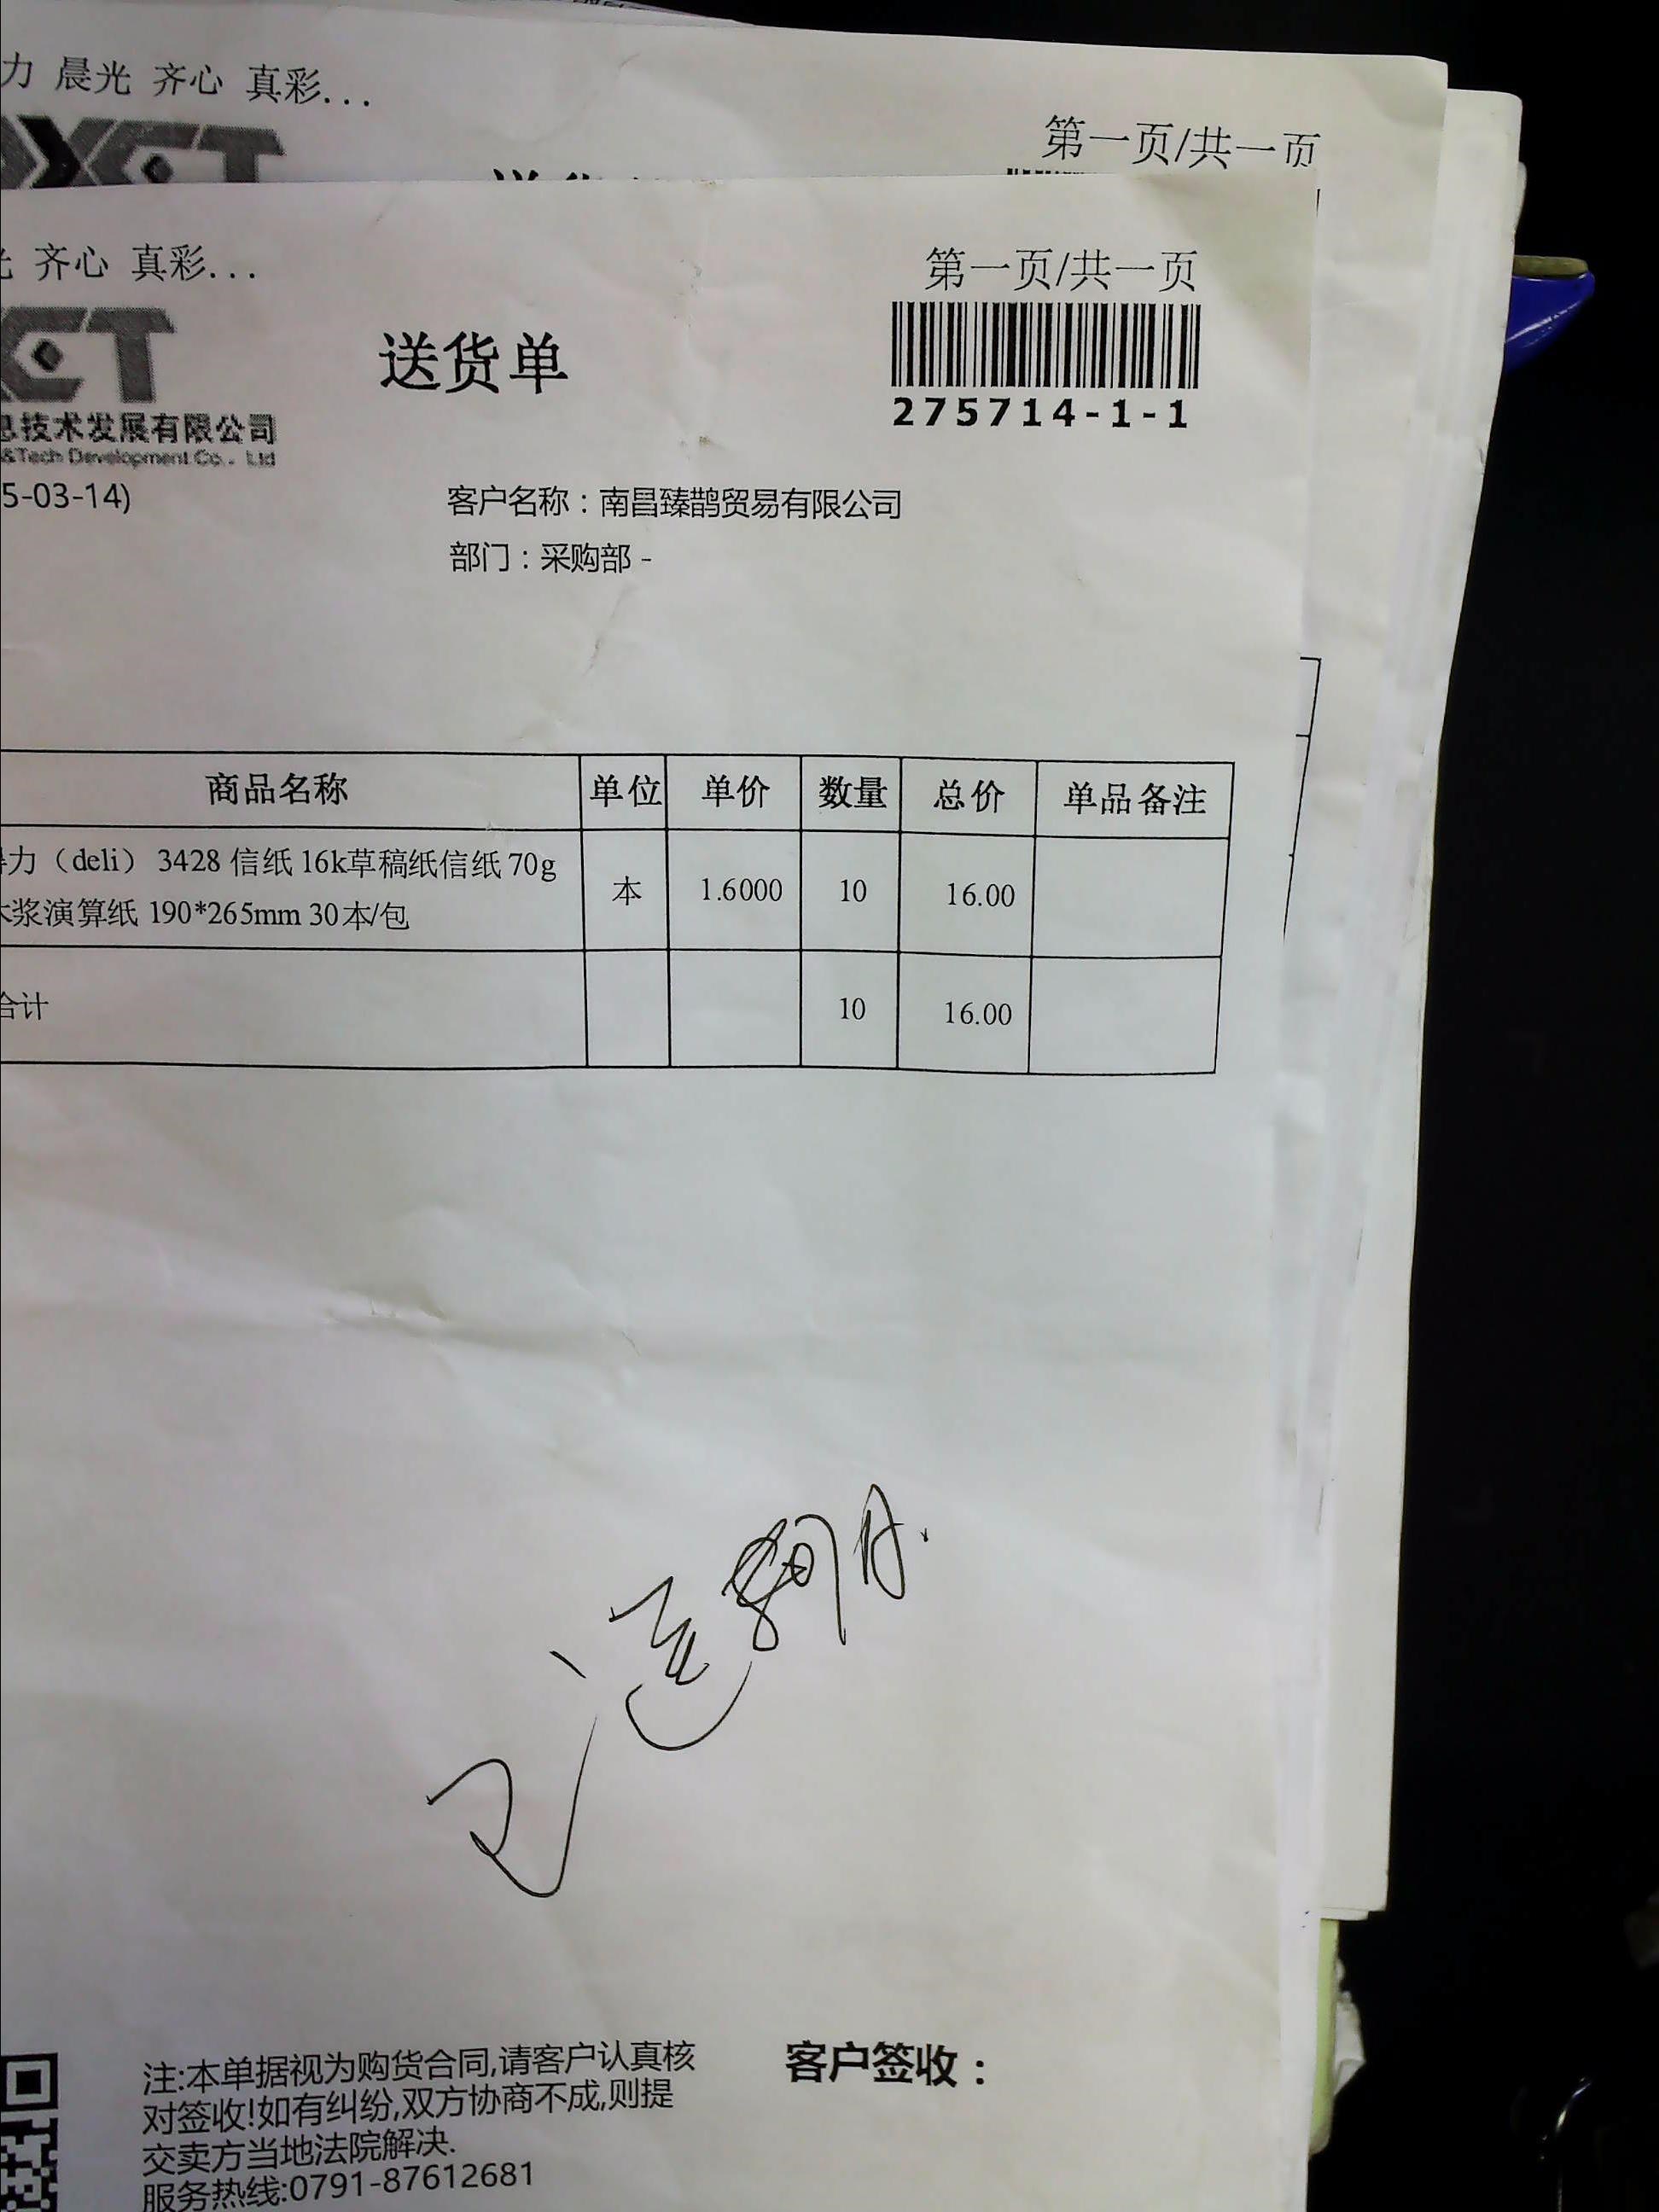 力 晨光 齐心 真彩...
第一页/共一页
齐心 真彩...
第一页/共一页
送货单
275714-1-1
息技术发展有限公司
&Tech Development Co., Ltd
5-03-14)
客户名称：南昌臻鹊贸易有限公司
部门：采购部 -
商品名称 单位 单价 数量 总价 单品备注
力（deli） 3428 信纸 16k草稿纸信纸 70g
浆演算纸 190*265mm 30本/包
本 1.6000 10 16.00
合计 10 16.00
注:本单据视为购货合同,请客户认真核
对签收!如有纠纷,双方协商不成,则提
交卖方当地法院解决.
服务热线:0791-87612681
客户签收：